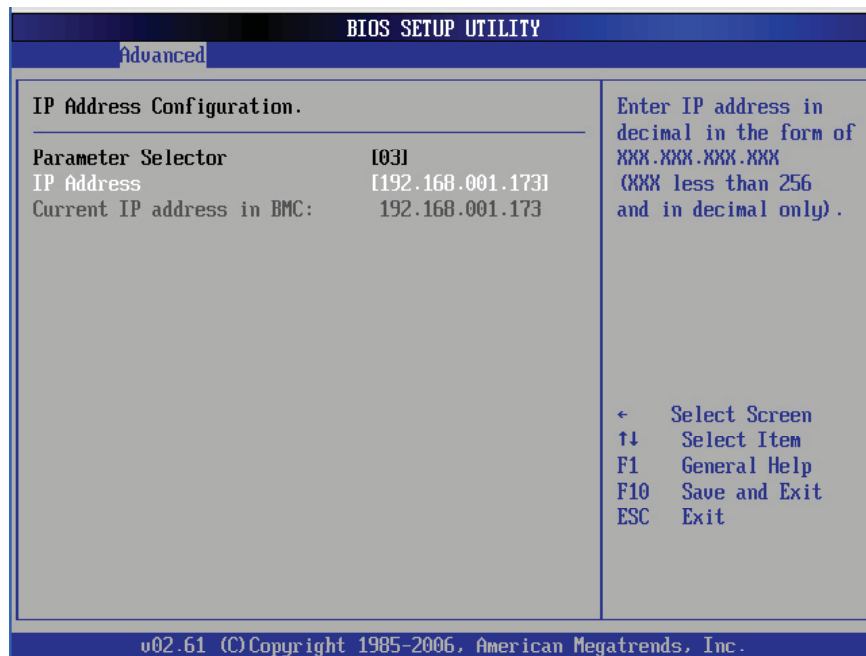 BIOS SETUP UTILITY
Advanced
IP Address Configuration.
Parameter Selector [03]
IP Address [192.168.001.173]
Current IP address in BMC: 192.168.001.173
Enter IP address in
decimal in the form of
XXX.XXX.XXX.XXX
(XXX less than 256
and in decimal only).
← Select Screen
↑↓ Select Item
F1 General Help
F10 Save and Exit
ESC Exit
v02.61 (C)Copyright 1985-2006, American Megatrends, Inc.